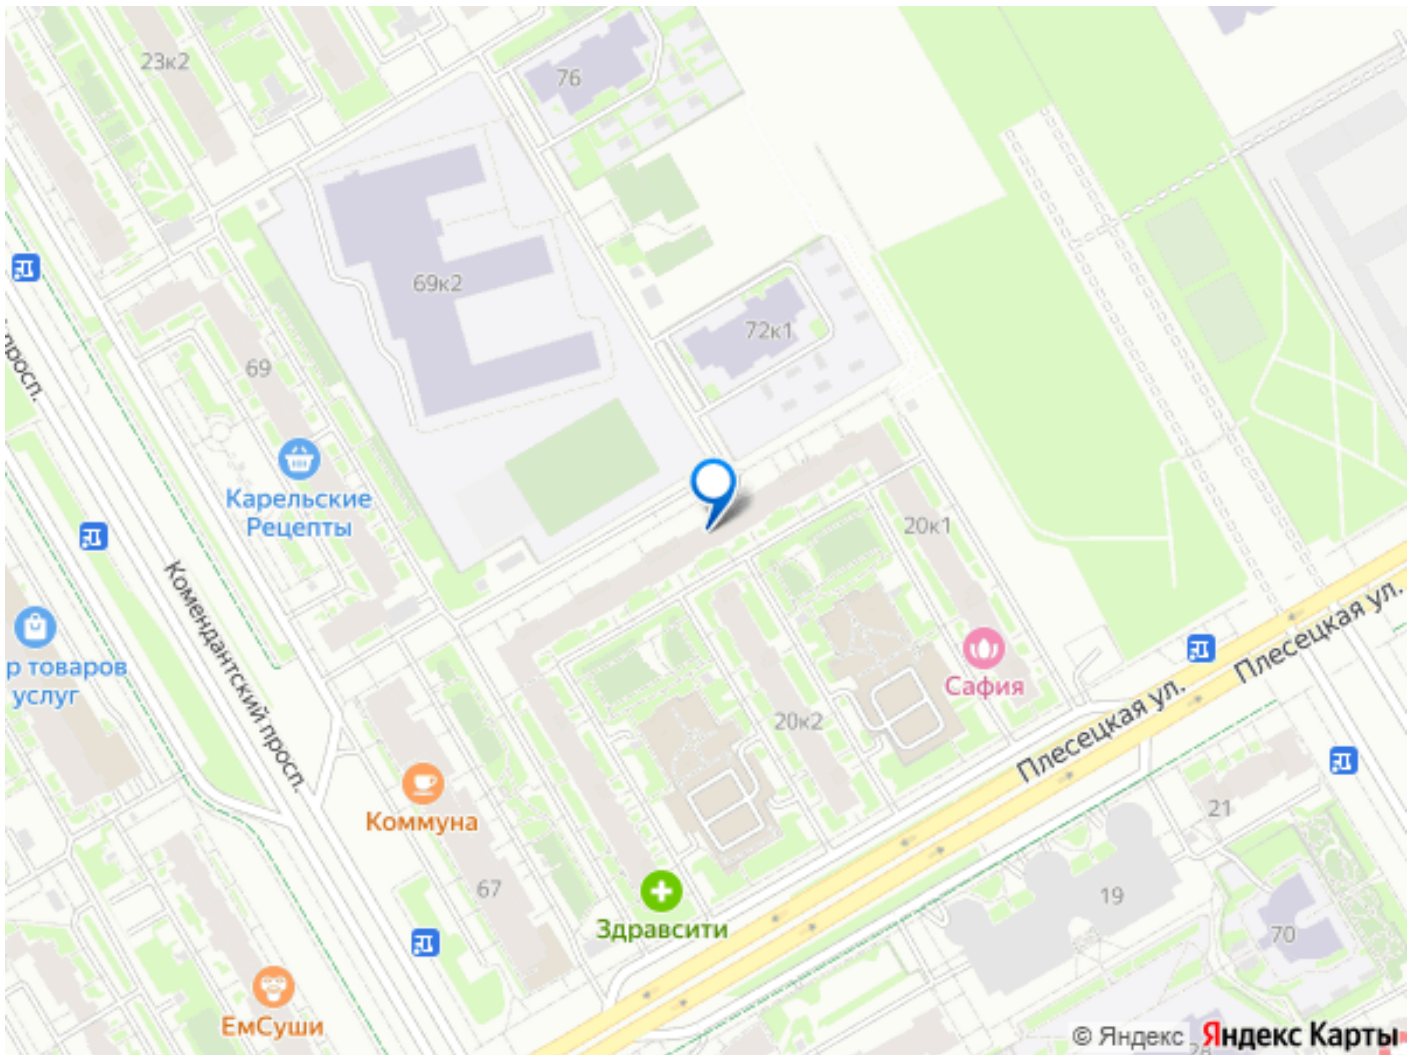 23к2
76
69к2
72к1
просп.
69
Карельские
Рецепты
20к1
Комендантский просп.
р товаров
услуг
Сафия
Плесецкая ул.
Плесецкая ул.
20к2
Коммуна
21
67
19
Здравсити
70
ЕмСуши
© Яндекс Яндекс Карты